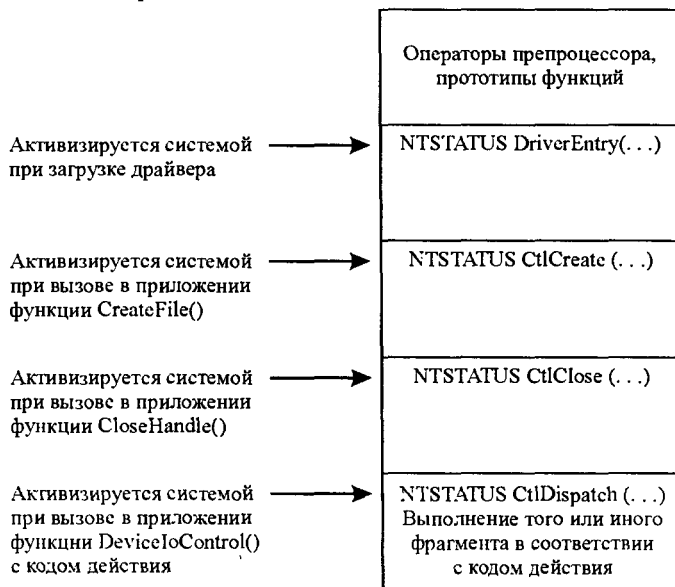 Операторы препроцессора,
прототипы функций
Активизируется системой
при загрузке драйвера
NTSTATUS DriverEntry(. . .)
Активизируется системой
при вызове в приложении
функции CreateFile()
NTSTATUS CtlCreate (. . .)
Активизируется системой
при вызове в приложении
функции CloseHandle()
NTSTATUS CtlClose (. . .)
Активизируется системой
при вызове в приложении
функции DeviceIoControl()
с кодом действия
NTSTATUS CtlDispatch (. . .)
Выполнение того или иного
фрагмента в соответствии
с кодом действия